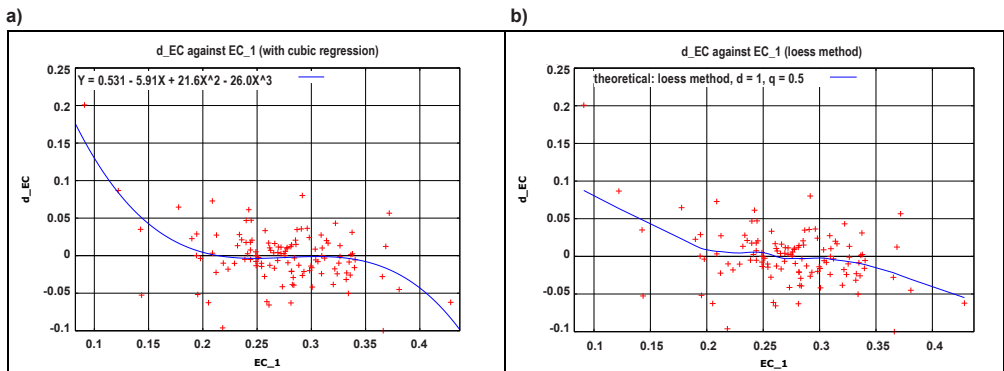 a)
d_EC against EC_1 (with cubic regression)
Y = 0.531 - 5.91X + 21.6X^2 - 26.0X^3
0.25
0.2
0.15
0.1
0.05
0
-0.05
-0.1
d_EC
0.1 0.15 0.2 0.25 0.3 0.35 0.4
EC_1
b)
d_EC against EC_1 (loess method)
theoretical: loess method, d = 1, q = 0.5
0.25
0.2
0.15
0.1
0.05
0
-0.05
-0.1
d_EC
0.1 0.15 0.2 0.25 0.3 0.35 0.4
EC_1